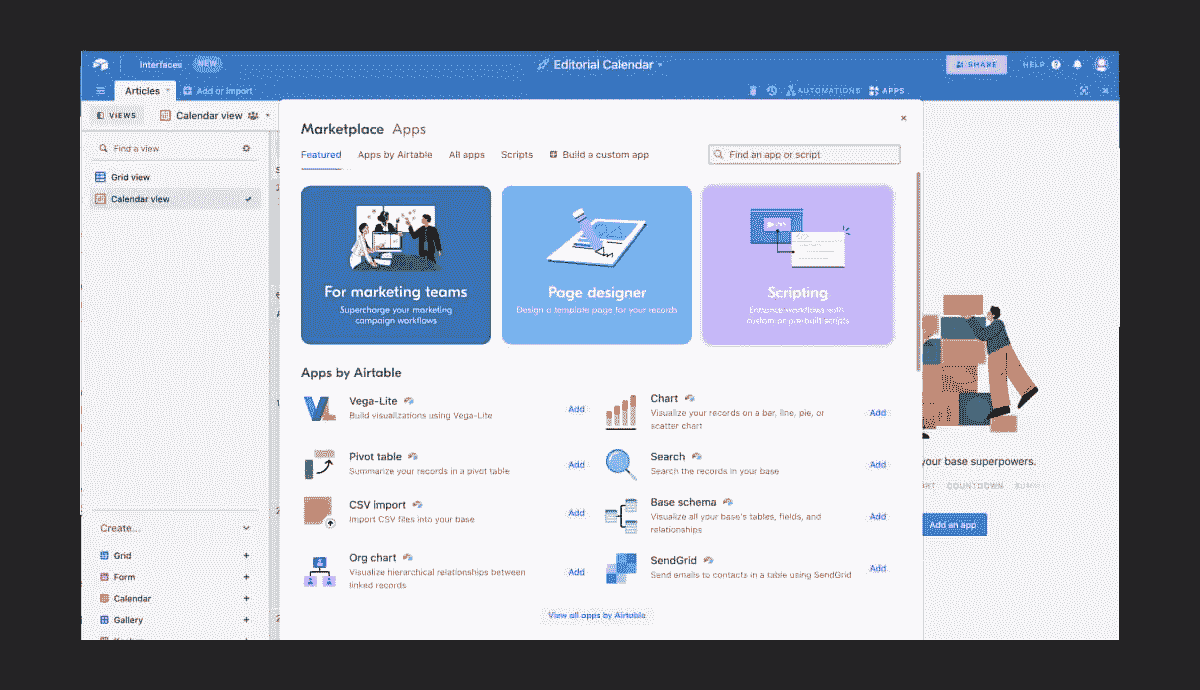 Interfaces NEW
Editorial Calendar
SHARE
HELP
Articles
Add or import
AUTOMATIONS
APPS
VIEWS
Calendar view
Find a view
Grid view
Calendar view
Create...
Grid
Form
Calendar
Gallery
Marketplace Apps
Featured
Apps by Airtable
All apps
Scripts
Build a custom app
Find an app or script
For marketing teams
Supercharge your marketing
campaign workflows
Page designer
Design a template page for your records
Scripting
Enhance workflows with
custom or pre-built scripts
Apps by Airtable
Vega-Lite
Build visualizations using Vega-Lite
Add
Chart
Visualize your records on a bar, line, pie, or
scatter chart
Add
Pivot table
Summarize your records in a pivot table
Add
Search
Search the records in your base
Add
CSV import
Import CSV files into your base
Add
Base schema
Visualize all your base's tables, fields, and
relationships
Add
Org chart
Visualize hierarchical relationships between
linked records
Add
SendGrid
Send emails to contacts in a table using SendGrid
Add
View all apps by Airtable
your base superpowers.
COUNTDOWN
Add an app